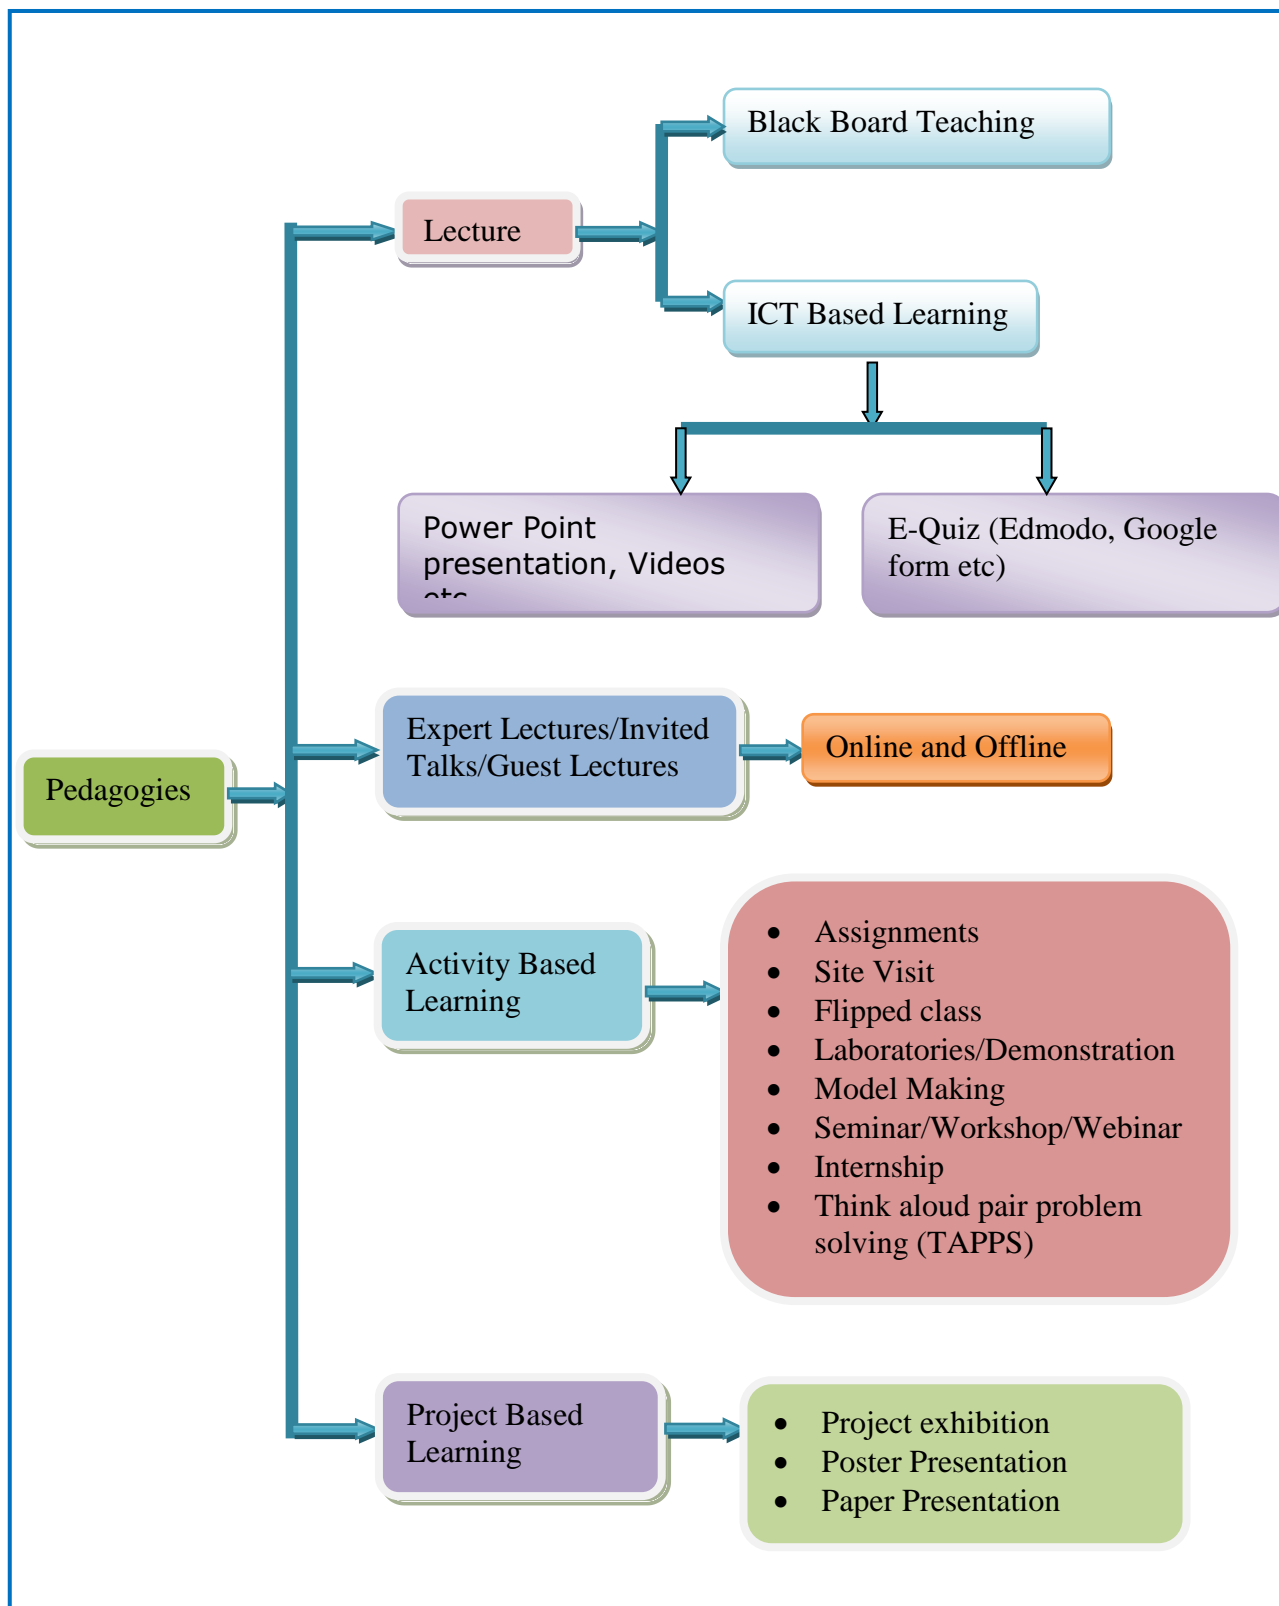 Black Board Teaching
Lecture
ICT Based Learning
Power Point
presentation, Videos
etc
E-Quiz (Edmodo, Google
form etc)
Expert Lectures/Invited
Talks/Guest Lectures
Online and Offline
Pedagogies
Activity Based
Learning
• Assignments
• Site Visit
• Flipped class
• Laboratories/Demonstration
• Model Making
• Seminar/Workshop/Webinar
• Internship
• Think aloud pair problem
solving (TAPPS)
Project Based
Learning
• Project exhibition
• Poster Presentation
• Paper Presentation